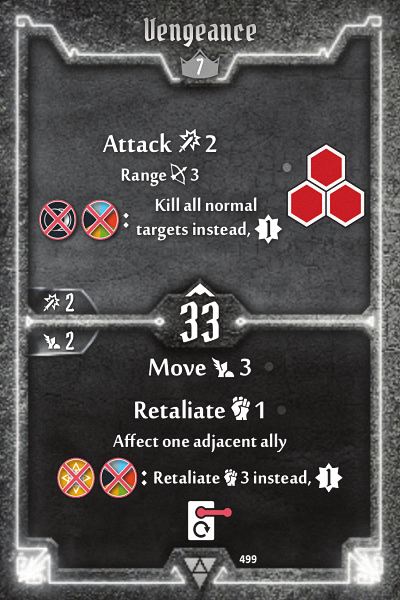 Vengeance
7
Attack 2
Range 3
: Kill all normal
targets instead, 1
2
33
2
Move 3
Retaliate 1
Affect one adjacent ally
: Retaliate 3 instead, 1
499